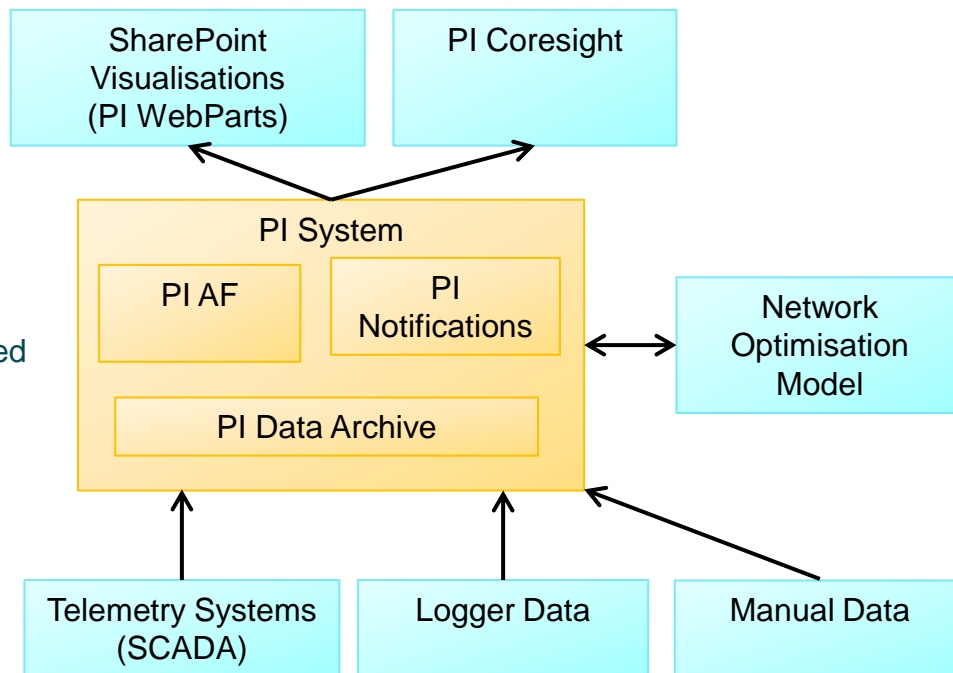 SharePoint
Visualisations
(PI WebParts)
PI Coresight
PI System
PI AF
PI
Notifications
ed
PI Data Archive
Network
Optimisation
Model
Telemetry Systems
(SCADA)
Logger Data
Manual Data